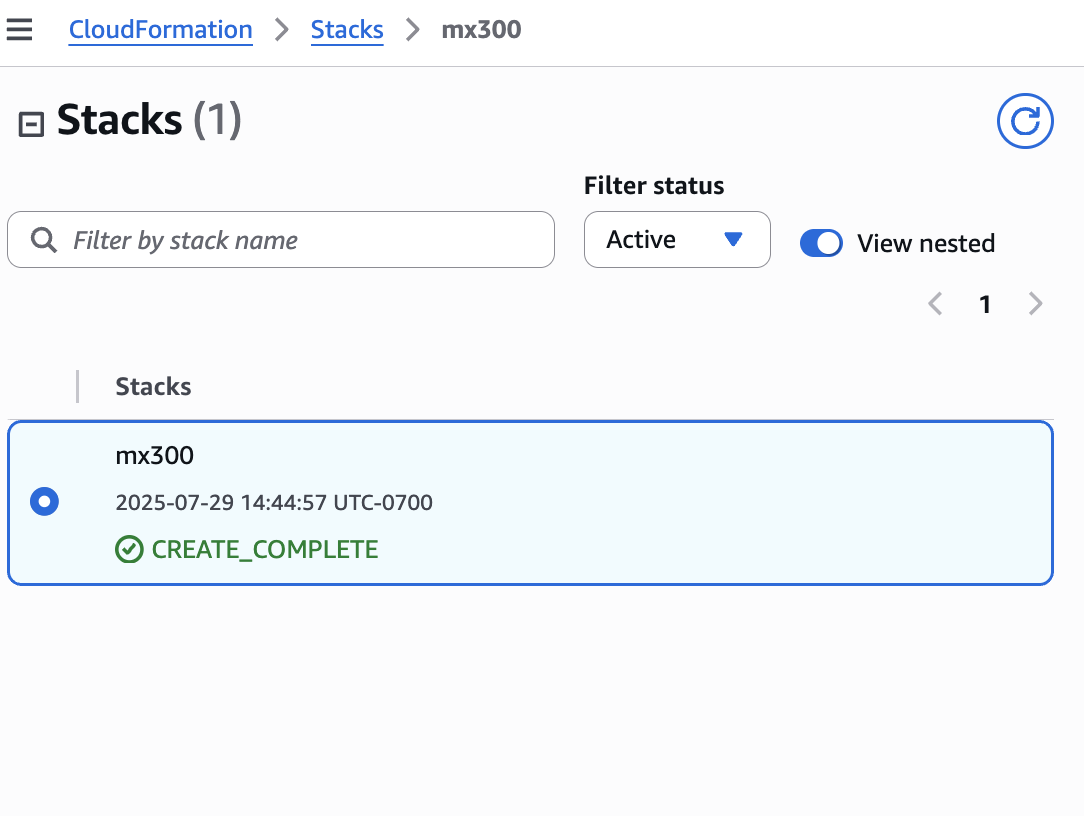 CloudFormation > Stacks > mx300
Stacks (1)
Filter status
Filter by stack name
Active
View nested
1
Stacks
mx300
2025-07-29 14:44:57 UTC-0700
CREATE_COMPLETE